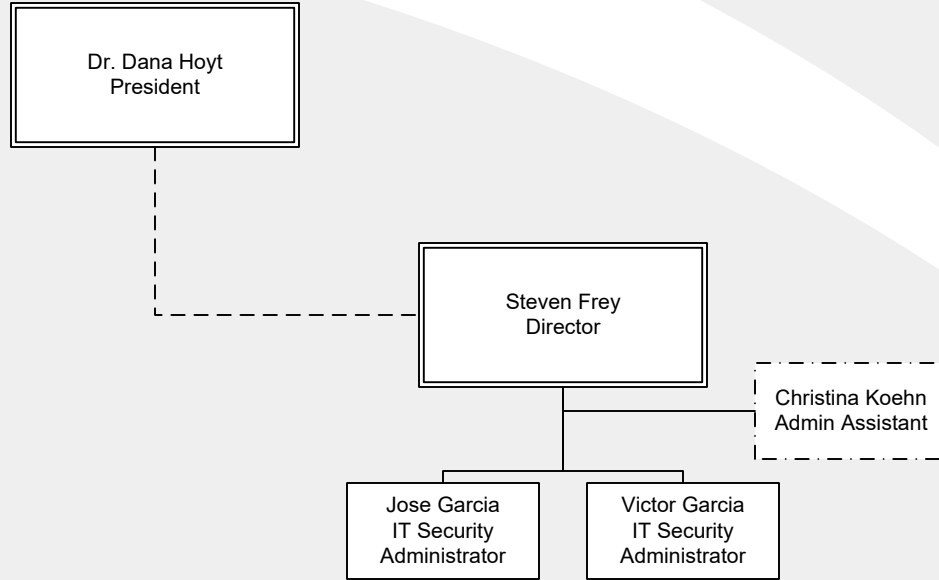 Dr. Dana Hoyt
President
Steven Frey
Director
Christina Koehn
Admin Assistant
Jose Garcia
IT Security
Administrator
Victor Garcia
IT Security
Administrator